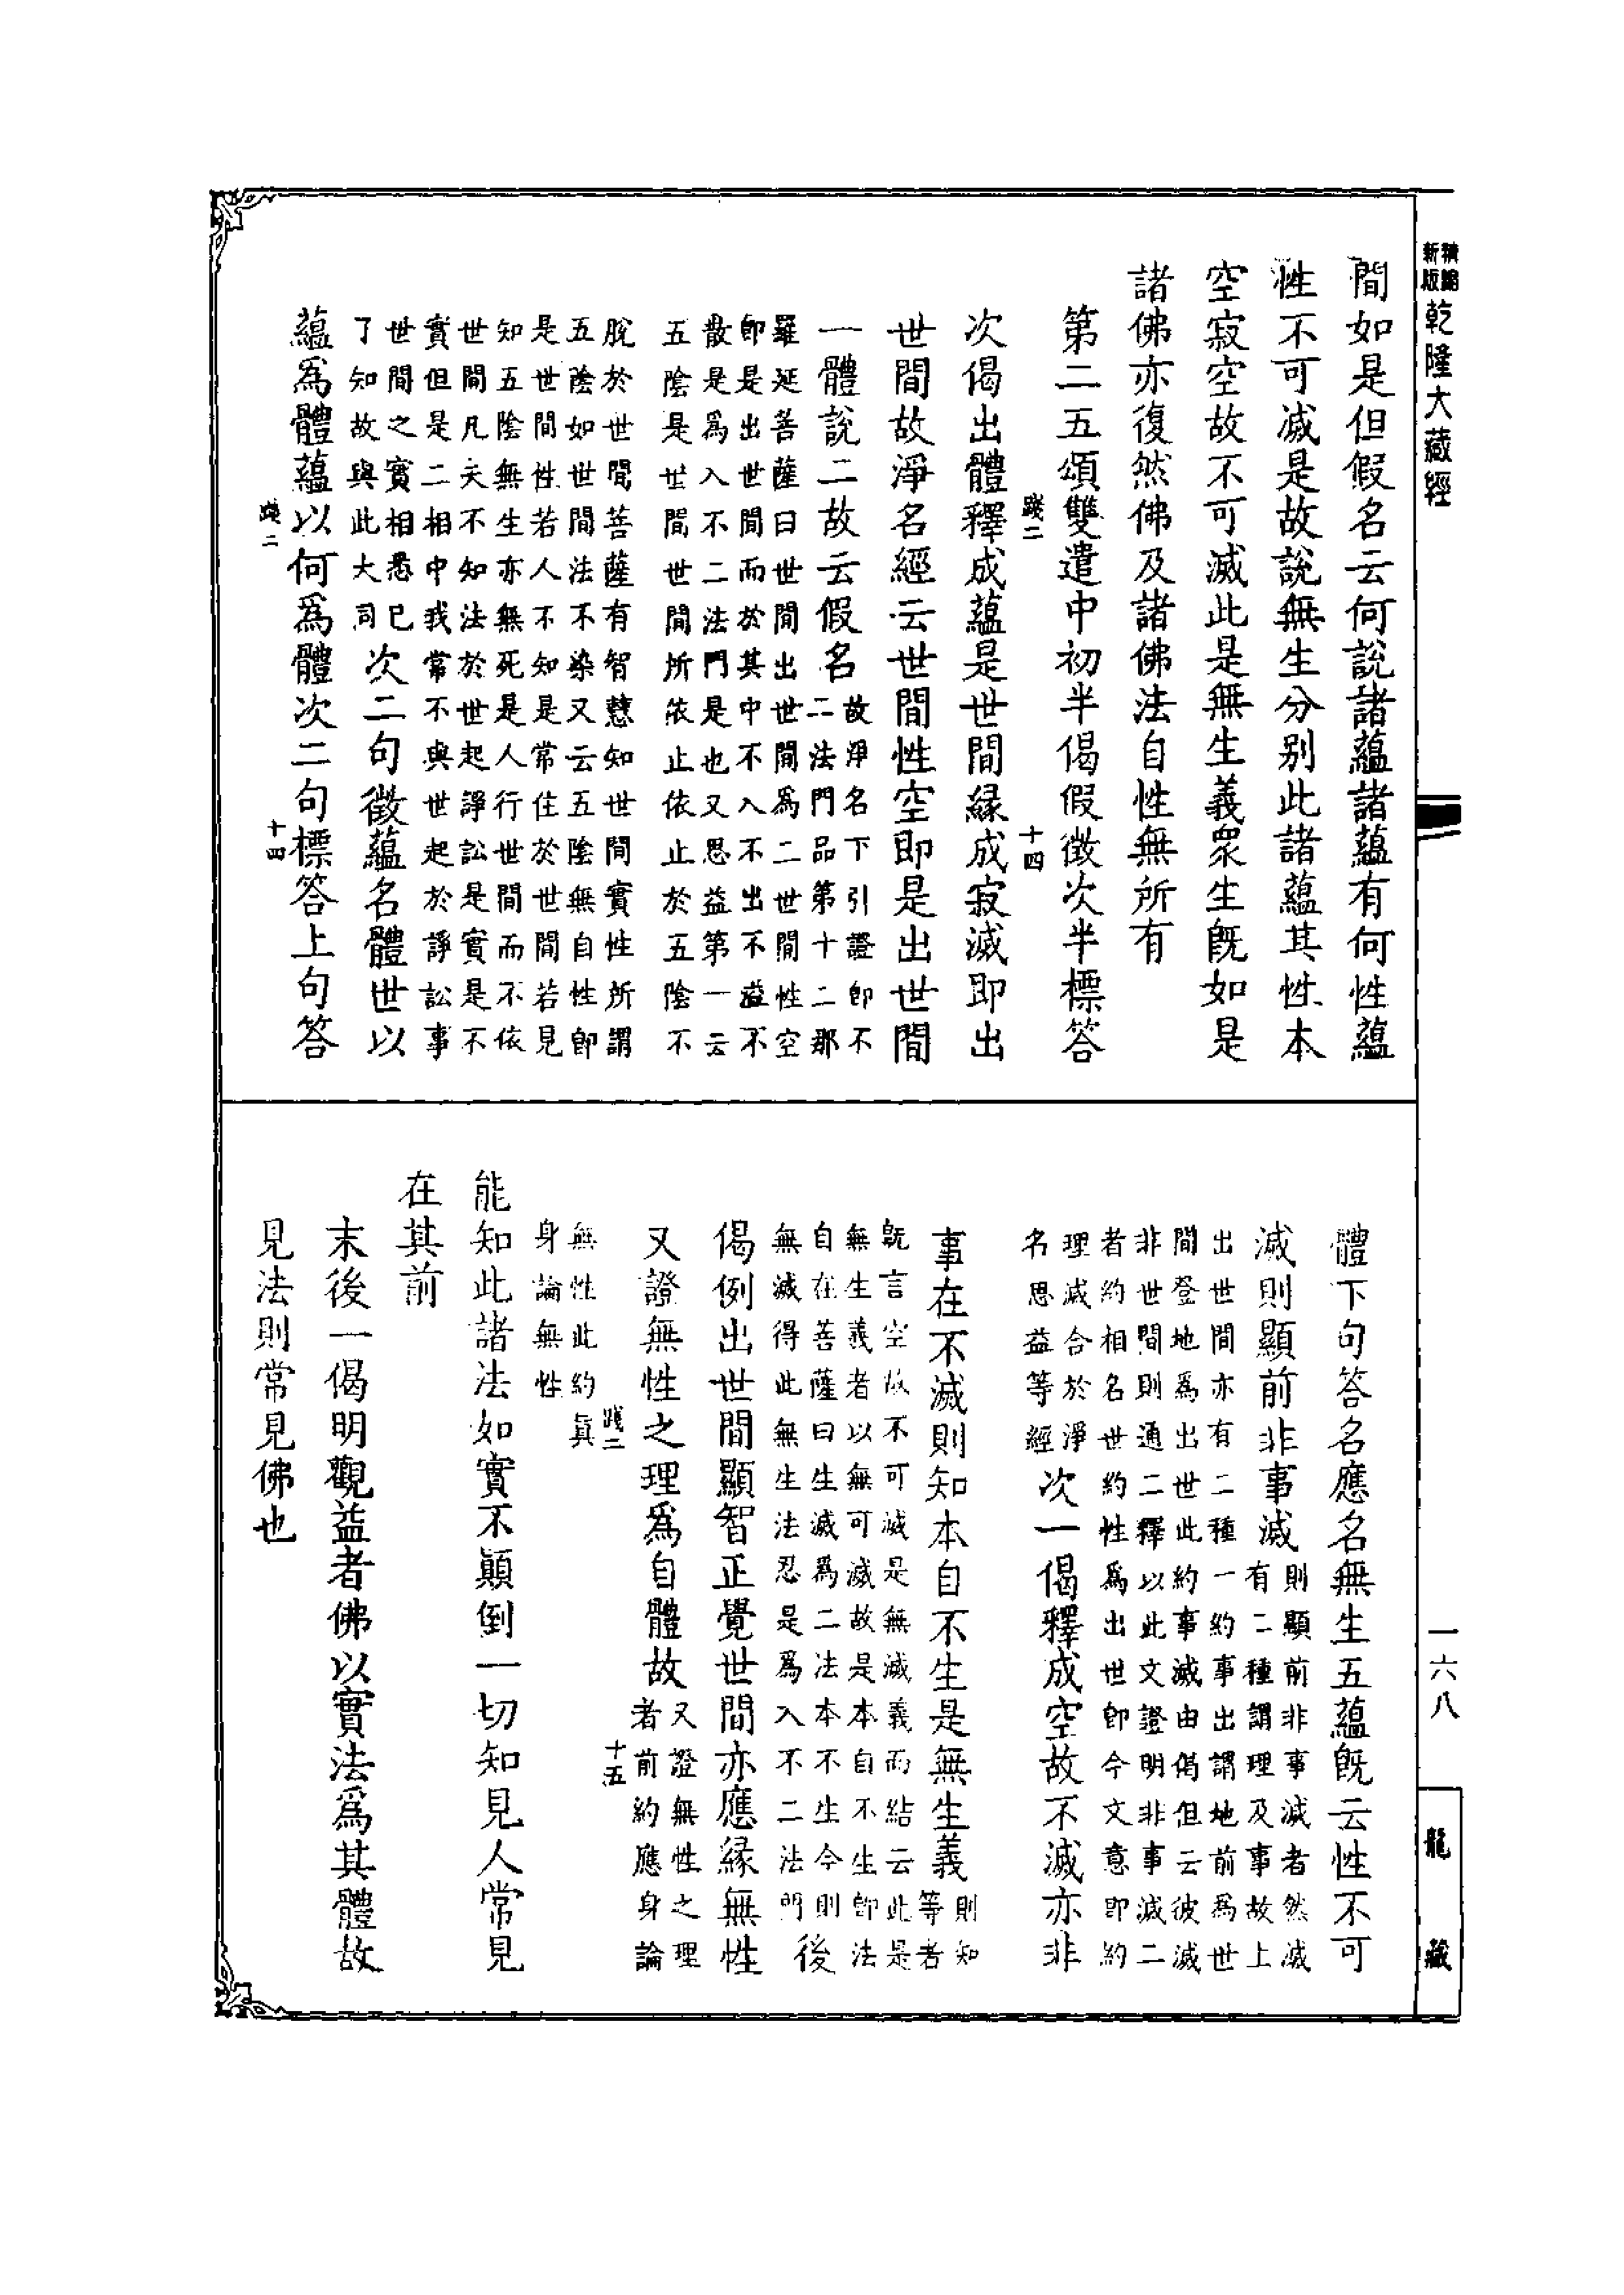 精編
新版
乾隆大藏經
間如是但假名云何說諸蘊諸蘊有何性蘊
性不可滅是故說無生分別此諸蘊其性本
空寂空故不可滅此是無生義衆生旣如是
諸佛亦復然佛及諸佛法自性無所有
第二五頌雙遣中初半偈假徵次半標答
踐二
十四
次偈出體釋成蘊是世間緣成寂滅即出
世間故淨名經云世間性空即是出世間
一體說二故云假名
故淨名下引證即不
二法門品第十二那
羅延菩薩曰世間出世間爲二世間性空
即是出世間而於其中不入不出不溢不
散是爲入不二法門是也又思益第一云
五陰是世間世間所依止依止於五陰不
脫於世間菩薩有智慧知世間實性所謂
五陰如世間法不染又云五陰無自性即
是世間性若人不知是常住於世間若見
知五陰無生亦無死是人行世間而不依
世間凡夫不知法於世起諍訟是實是不
實但是二相中我常不與世起於諍訟事
世間之實相悉已
了知故與此大同
次二句徵蘊名體世以
蘊爲體蘊以何爲體次二句標答上句答
踐二
十四
體下句答名應名無生五蘊旣云性不可
滅則顯前非事滅
則顯前非事滅者然滅
有二種謂理及事故上
出世間亦有二種一約事出謂地前為世
間登地爲出世此約事滅由偈但云彼滅
非世間則通二釋以此文證明非事滅二
者約相名世約性爲出世即今文意即約
理滅合於淨
名思益等經
次一偈釋成空故不滅亦非
事在不滅則知本自不生是無生義
則知
等者
旣言空故不可滅是無滅義而結云此是
無生義者以無可滅故是本自不生即法
自在菩薩曰生滅爲二法本不生今則
無滅得此無生法忍是爲入不二法門
後
偈例出世間顯智正覺世間亦應緣無性
又證無性之理爲自體故
又證無性之理
者前約應身論
踐二
十五
無性此約眞
身論無性
能知此諸法如實不顚倒一切知見人常見
在其前
末後一偈明觀益者佛以實法爲其體故
見法則常見佛也
一六八
龍藏